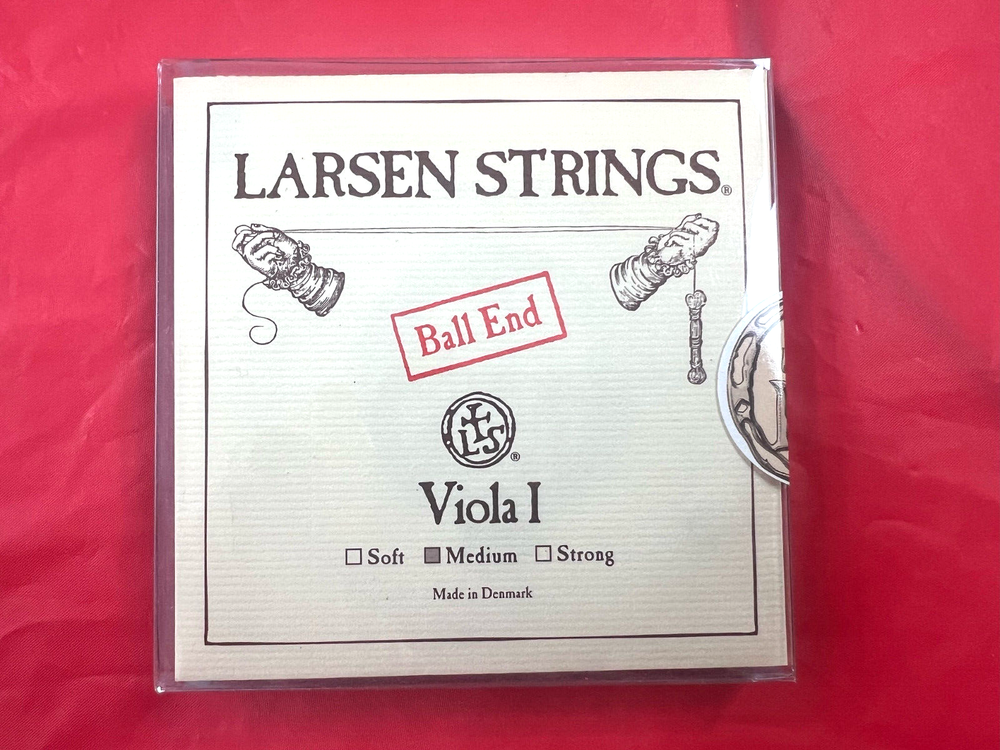 LARSEN STRINGS®
Ball End
LS®
Viola I
☐ Soft ■ Medium ☐ Strong
Made in Denmark